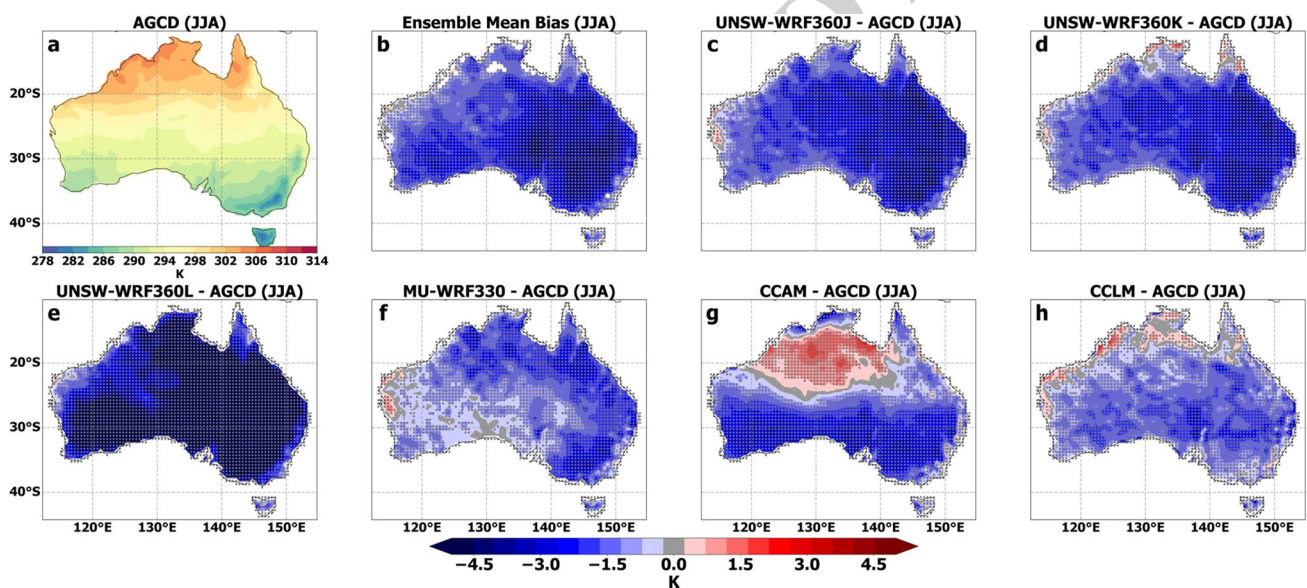 AGCD (JJA)
Ensemble Mean Bias (JJA)
UNSW-WRF360J - AGCD (JJA)
UNSW-WRF360K - AGCD (JJA)
a
b
c
d
20°S
30°S
40°S
278 282 286 290 294 298 302 306 310 314
K
UNSW-WRF360L - AGCD (JJA)
MU-WRF330 - AGCD (JJA)
CCAM - AGCD (JJA)
CCLM - AGCD (JJA)
e
f
g
h
20°S
30°S
40°S
120°E 130°E 140°E 150°E
120°E 130°E 140°E 150°E
120°E 130°E 140°E 150°E
120°E 130°E 140°E 150°E
−4.5 −3.0 −1.5 0.0 1.5 3.0 4.5
K